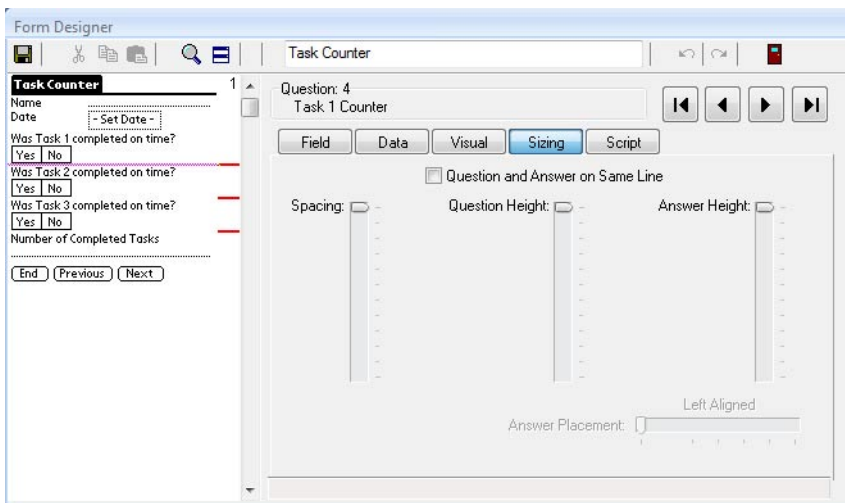 Form Designer
Task Counter
Task Counter 1
Name
Date - Set Date -
Was Task 1 completed on time?
Yes No
Was Task 2 completed on time?
Yes No
Was Task 3 completed on time?
Yes No
Number of Completed Tasks
End Previous Next
Question: 4
Task 1 Counter
Field Data Visual Sizing Script
Question and Answer on Same Line
Spacing: Question Height: Answer Height:
Left Aligned
Answer Placement: